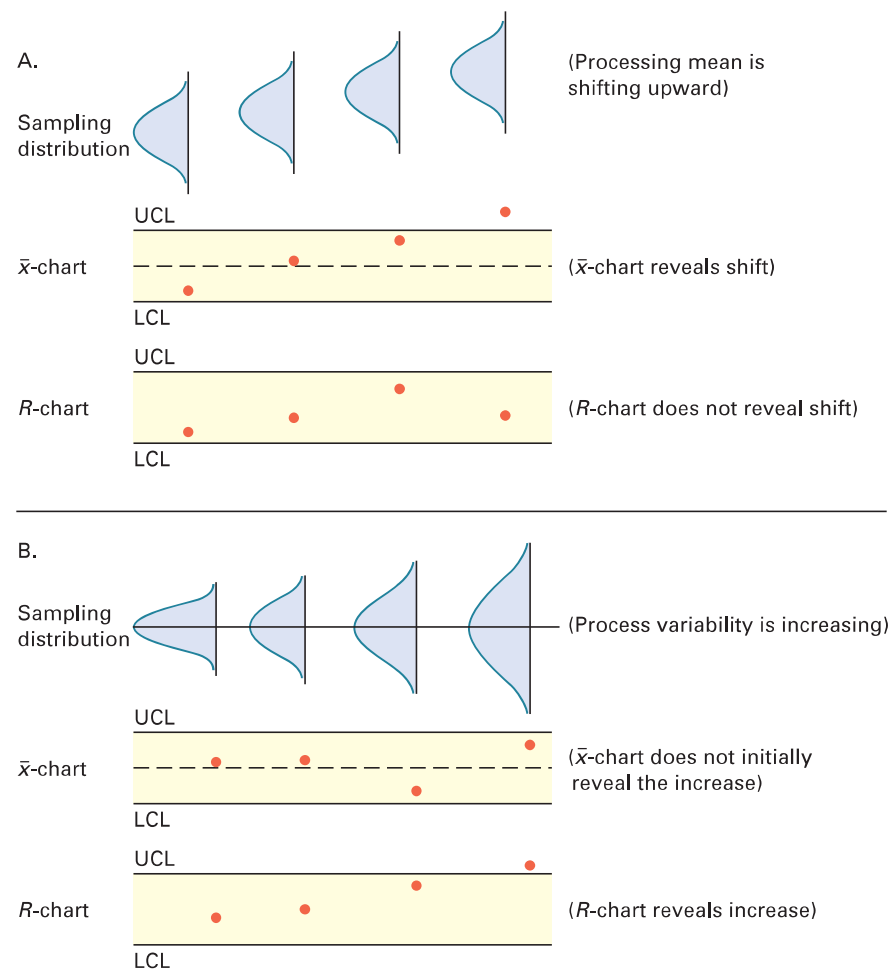 A.
(Processing mean is
shifting upward)
Sampling
distribution
UCL
x̄-chart
(x̄-chart reveals shift)
LCL
UCL
R-chart
(R-chart does not reveal shift)
LCL
B.
Sampling
distribution
(Process variability is increasing)
UCL
x̄-chart
(x̄-chart does not initially
reveal the increase)
LCL
UCL
R-chart
(R-chart reveals increase)
LCL